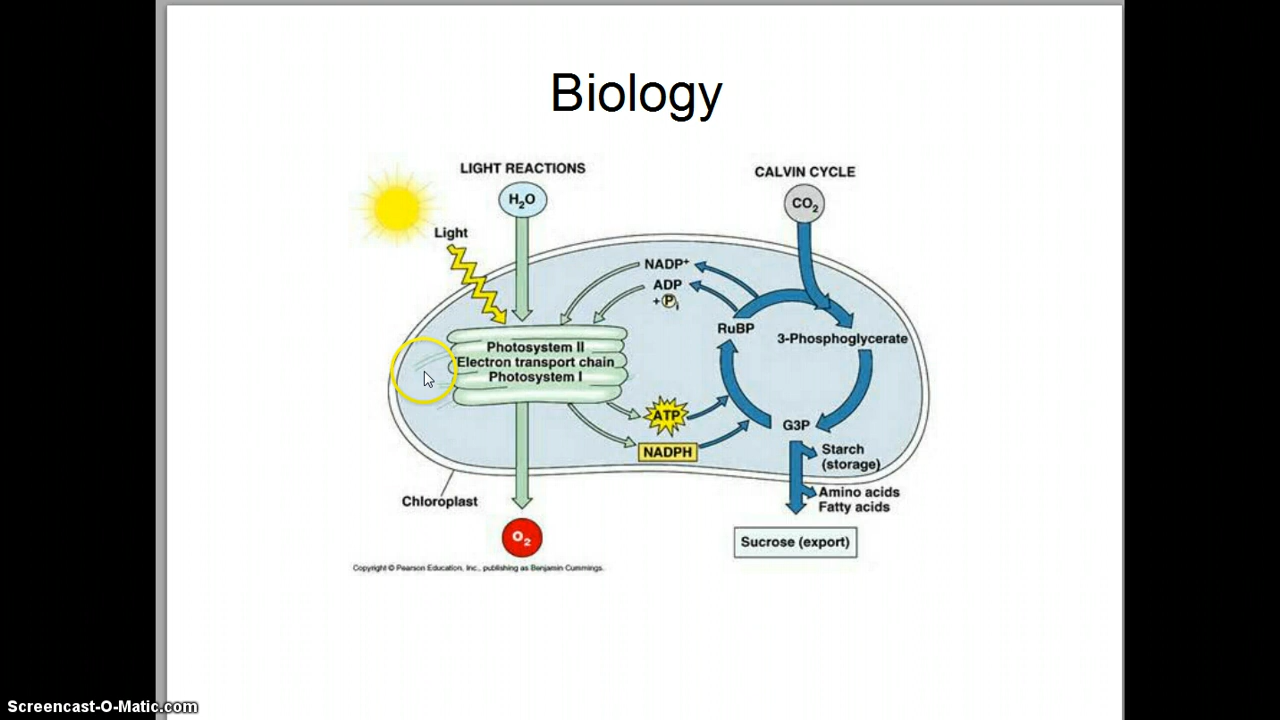 Biology
LIGHT REACTIONS
CALVIN CYCLE
H₂O
CO₂
Light
NADP⁺
ADP
+ Pᵢ
RuBP
3-Phosphoglycerate
Photosystem II
Electron transport chain
Photosystem I
ATP
NADPH
G3P
Starch
(storage)
Amino acids
Fatty acids
Chloroplast
O₂
Sucrose (export)
Copyright © Pearson Education, Inc., publishing as Benjamin Cummings.
Screencast-O-Matic.com